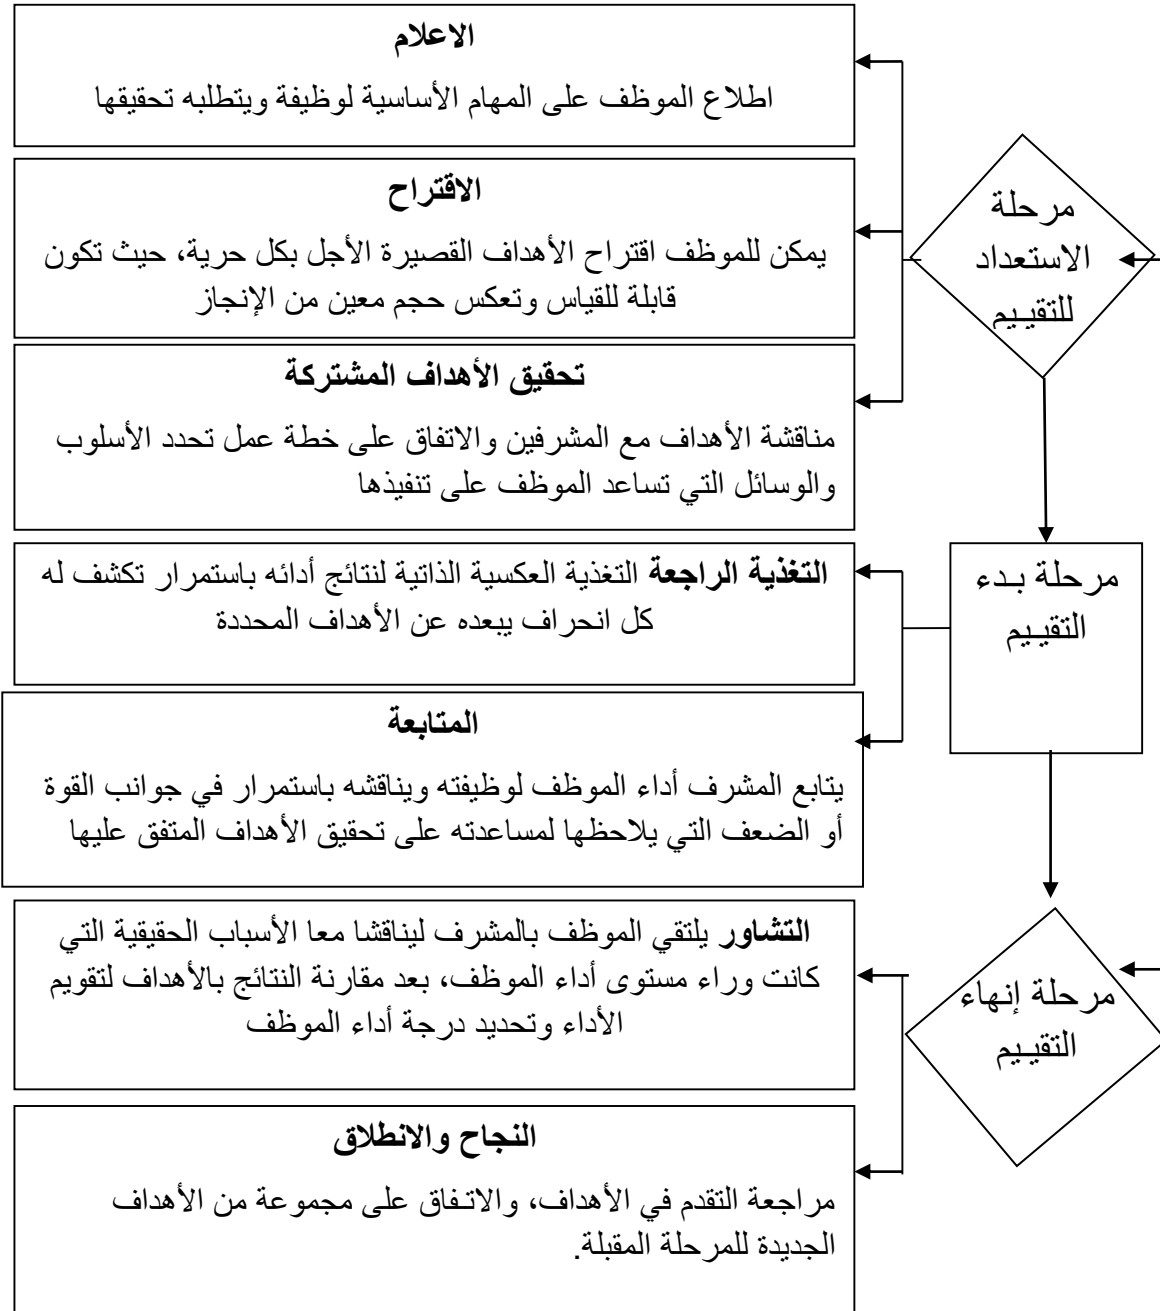 الاعلام
اطلاع الموظف على المهام الأساسية لوظيفة ويتطلبه تحقيقها
مرحلة
الاستعداد
للتقييم
الاقتراح
يمكن للموظف اقتراح الأهداف القصيرة الأجل بكل حرية، حيث تكون
قابلة للقياس وتعكس حجم معين من الإنجاز
تحقيق الأهداف المشتركة
مناقشة الأهداف مع المشرفين والاتفاق على خطة عمل تحدد الأسلوب
والوسائل التي تساعد الموظف على تنفيذها
مرحلة بدء
التقييم
التغذية الراجعة التغذية العكسية الذاتية لنتائج أدائه باستمرار تكشف له
كل انحراف يبعده عن الأهداف المحددة
المتابعة
يتابع المشرف أداء الموظف لوظيفته ويناقشه باستمرار في جوانب القوة
أو الضعف التي يلاحظها لمساعدته على تحقيق الأهداف المتفق عليها
مرحلة إنهاء
التقييم
التشاور يلتقي الموظف بالمشرف ليناقشا معا الأسباب الحقيقية التي
كانت وراء مستوى أداء الموظف، بعد مقارنة النتائج بالأهداف لتقويم
الأداء وتحديد درجة أداء الموظف
النجاح والانطلاق
مراجعة التقدم في الأهداف، والاتفاق على مجموعة من الأهداف
الجديدة للمرحلة المقبلة.